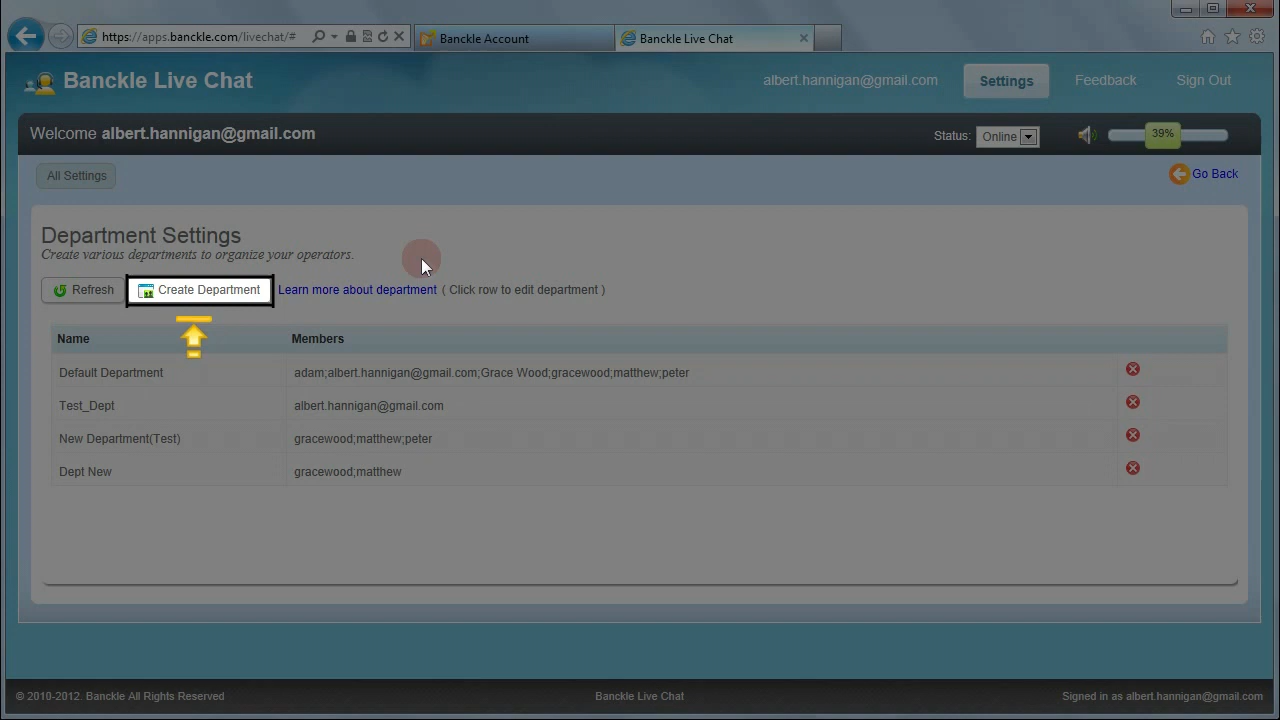 https://apps.banckle.com/livechat/#
Banckle Account
Banckle Live Chat
Banckle Live Chat
albert.hannigan@gmail.com
Settings
Feedback
Sign Out
Welcome albert.hannigan@gmail.com
Status:
Online
39%
All Settings
Go Back
Department Settings
Create various departments to organize your operators.
Refresh
Create Department
Learn more about department ( Click row to edit department )
Name Members
Default Department adam;albert.hannigan@gmail.com;Grace Wood;gracewood;matthew;peter
Test_Dept albert.hannigan@gmail.com
New Department(Test) gracewood;matthew;peter
Dept New gracewood;matthew
© 2010-2012. Banckle All Rights Reserved
Banckle Live Chat
Signed in as albert.hannigan@gmail.com